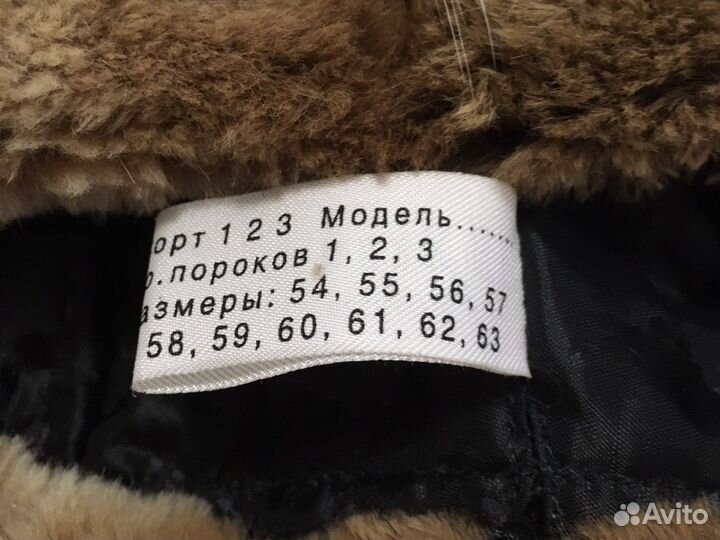 орт 1 2 3 Модель.......
р.пороков 1, 2, 3
азмеры: 54, 55, 56, 57
58, 59, 60, 61, 62, 63
Avito